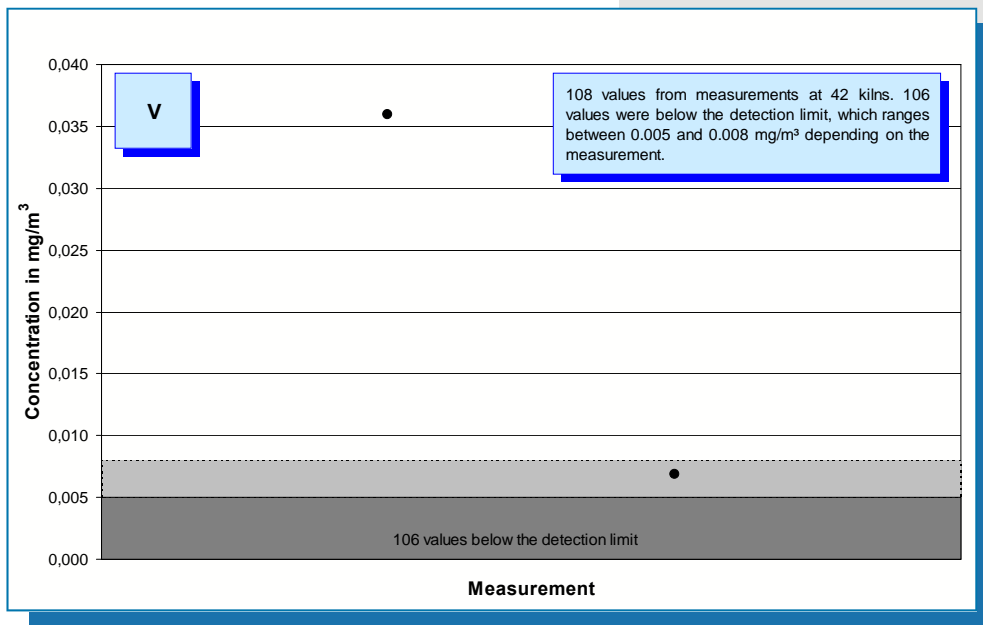 V
108 values from measurements at 42 kilns. 106
values were below the detection limit, which ranges
between 0.005 and 0.008 mg/m³ depending on the
measurement.
Concentration in mg/m³
0,040
0,035
0,030
0,025
0,020
0,015
0,010
0,005
0,000
106 values below the detection limit
Measurement